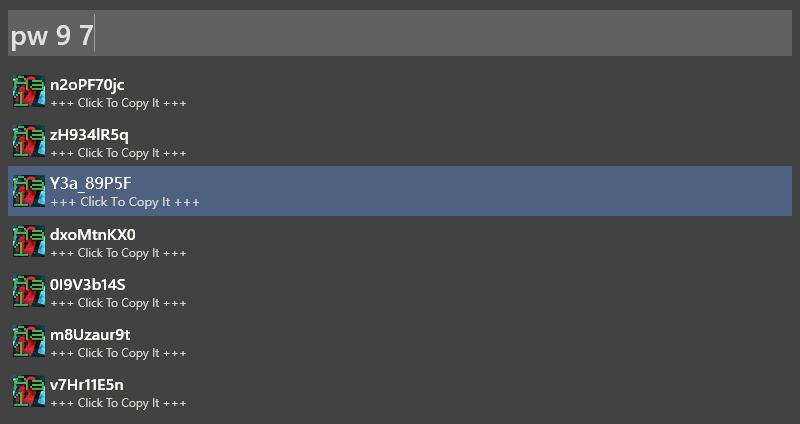 pw 9 7
n2oPF70jc
+++ Click To Copy It +++
zH934lR5q
+++ Click To Copy It +++
Y3a_89P5F
+++ Click To Copy It +++
dxoMtnKX0
+++ Click To Copy It +++
0I9V3b14S
+++ Click To Copy It +++
m8Uzaur9t
+++ Click To Copy It +++
v7Hr11E5n
+++ Click To Copy It +++